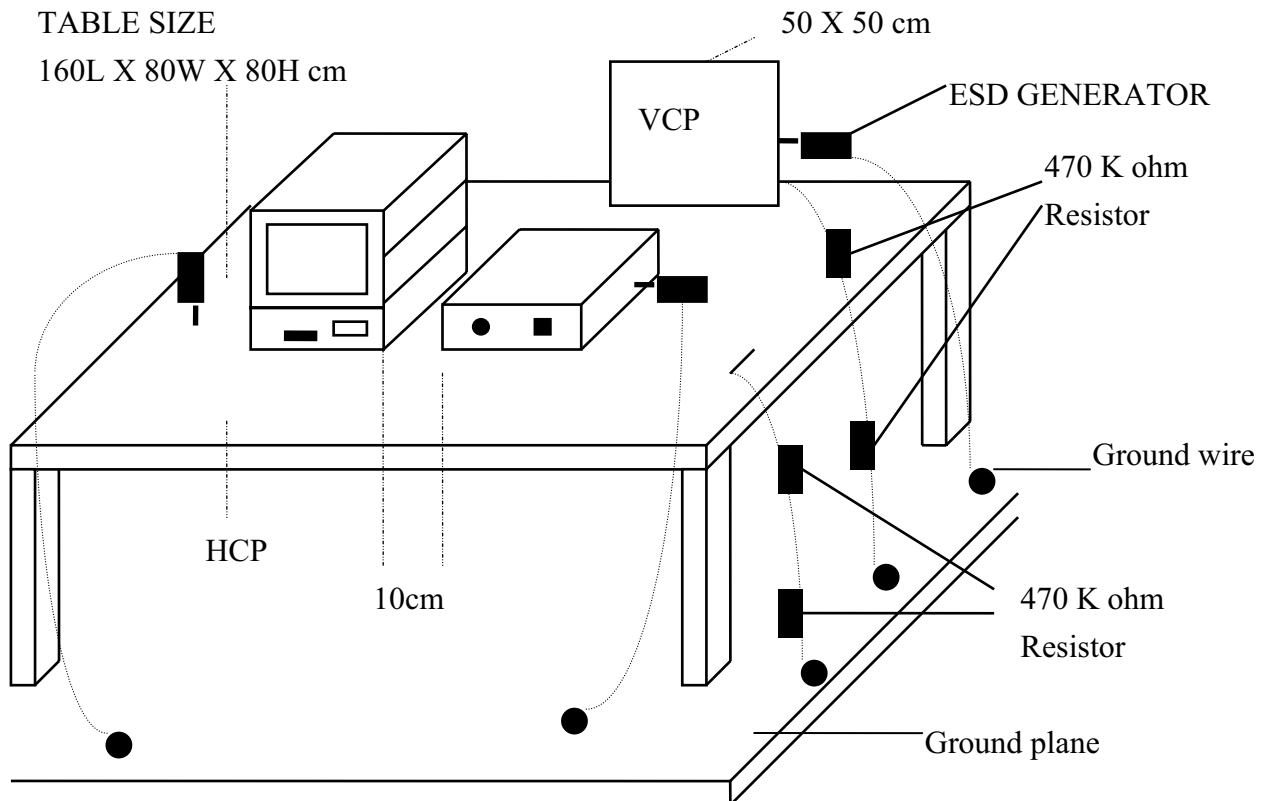 TABLE SIZE
160L X 80W X 80H cm
50 X 50 cm
VCP
ESD GENERATOR
470 K ohm
Resistor
Ground wire
HCP
10cm
470 K ohm
Resistor
Ground plane